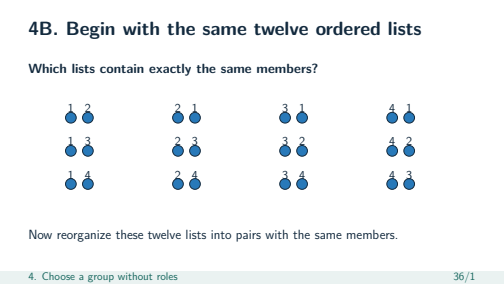 4B. Begin with the same twelve ordered lists
Which lists contain exactly the same members?
1 2 2 1 3 1 4 1
1 3 2 3 3 2 4 2
1 4 2 4 3 4 4 3
Now reorganize these twelve lists into pairs with the same members.
4. Choose a group without roles 36/1